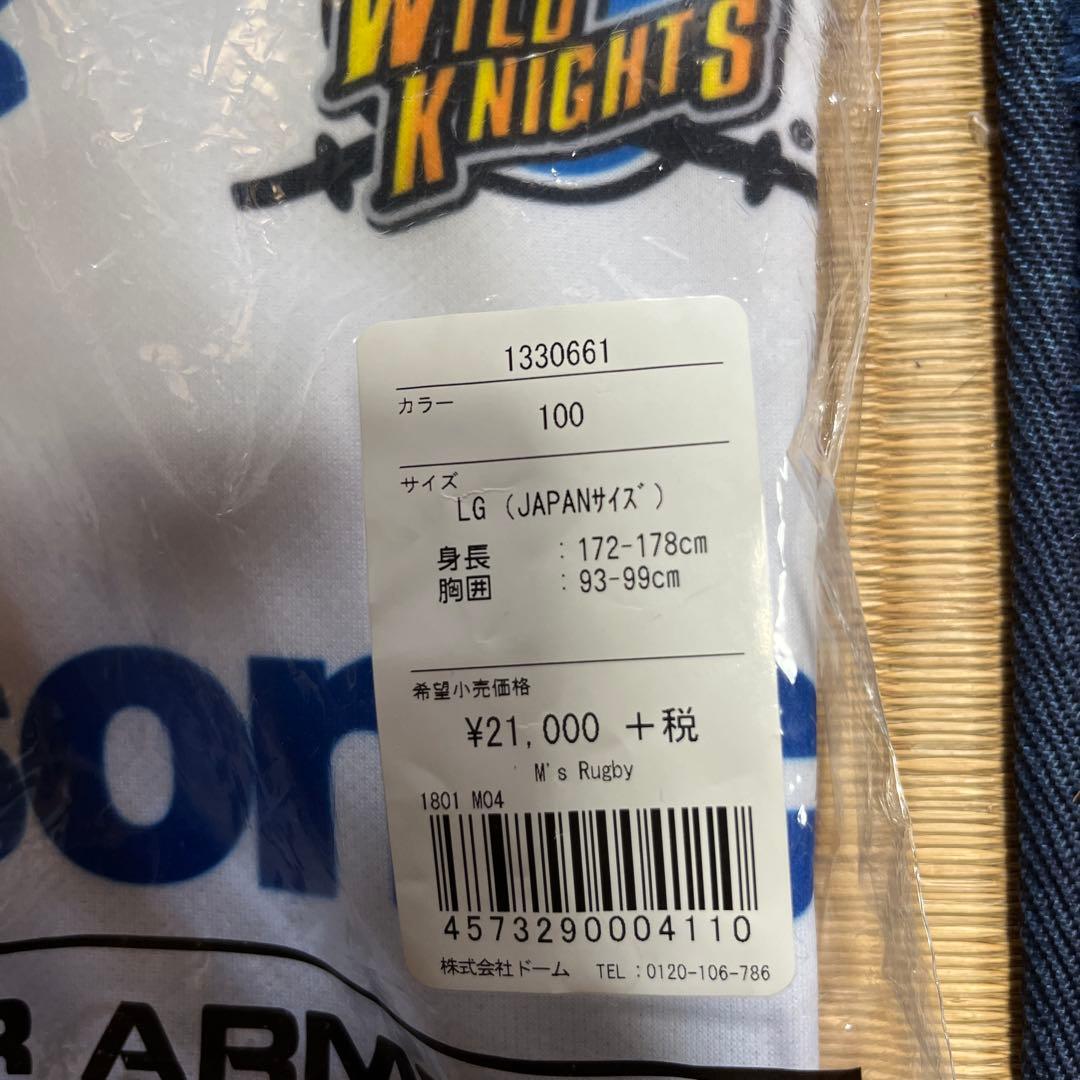 WILD
KNIGHTS
®
1330661
カラー
100
サイズ
LG (JAPANｻｲｽﾞ)
身長 : 172-178cm
胸囲 : 93-99cm
希望小売価格
¥21,000 +税
M's Rugby
1801 M04
4573290004110
株式会社ドーム TEL:0120-106-786
son
R ARM